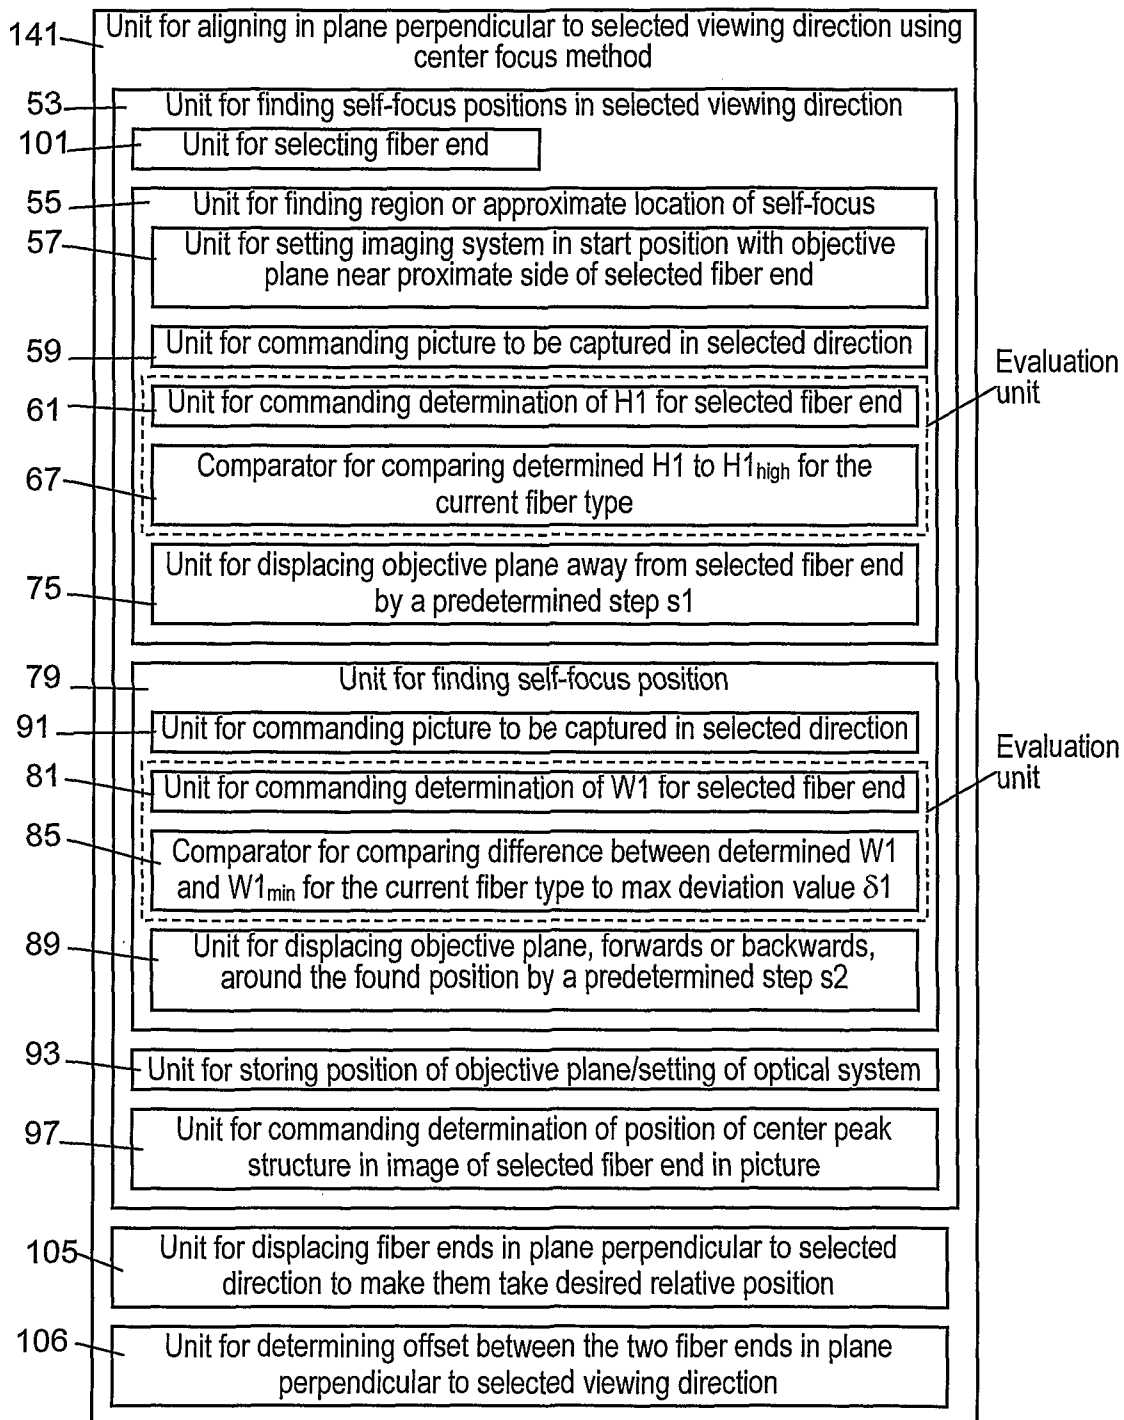 141 Unit for aligning in plane perpendicular to selected viewing direction using
center focus method
53 Unit for finding self-focus positions in selected viewing direction
101 Unit for selecting fiber end
55 Unit for finding region or approximate location of self-focus
57 Unit for setting imaging system in start position with objective
plane near proximate side of selected fiber end
59 Unit for commanding picture to be captured in selected direction
Evaluation
unit
61 Unit for commanding determination of H1 for selected fiber end
67 Comparator for comparing determined H1 to H1high for the
current fiber type
75 Unit for displacing objective plane away from selected fiber end
by a predetermined step s1
79 Unit for finding self-focus position
91 Unit for commanding picture to be captured in selected direction
Evaluation
unit
81 Unit for commanding determination of W1 for selected fiber end
85 Comparator for comparing difference between determined W1
and W1min for the current fiber type to max deviation value δ1
89 Unit for displacing objective plane, forwards or backwards,
around the found position by a predetermined step s2
93 Unit for storing position of objective plane/setting of optical system
97 Unit for commanding determination of position of center peak
structure in image of selected fiber end in picture
105 Unit for displacing fiber ends in plane perpendicular to selected
direction to make them take desired relative position
106 Unit for determining offset between the two fiber ends in plane
perpendicular to selected viewing direction